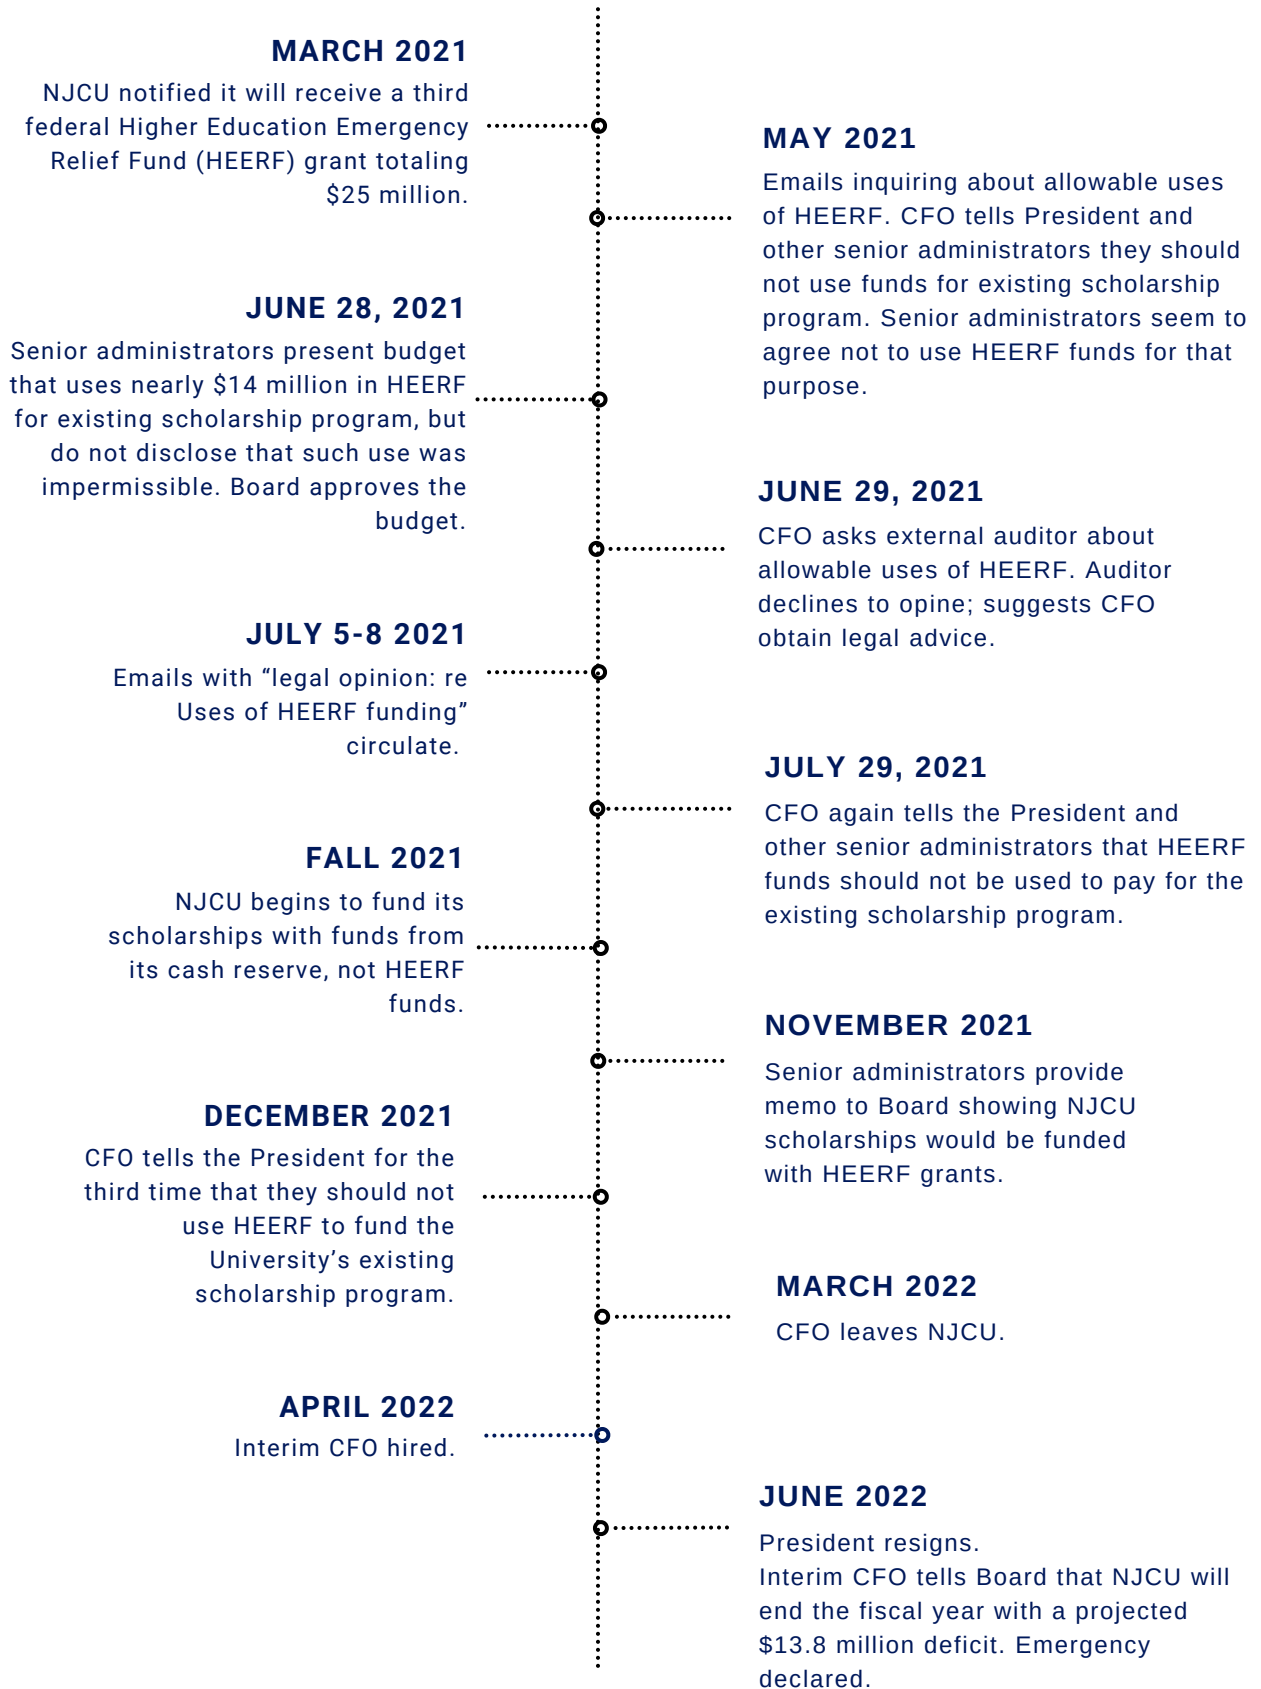 MARCH 2021
NJCU notified it will receive a third
federal Higher Education Emergency
Relief Fund (HEERF) grant totaling
$25 million.
MAY 2021
Emails inquiring about allowable uses
of HEERF. CFO tells President and
other senior administrators they should
not use funds for existing scholarship
program. Senior administrators seem to
agree not to use HEERF funds for that
purpose.
JUNE 28, 2021
Senior administrators present budget
that uses nearly $14 million in HEERF
for existing scholarship program, but
do not disclose that such use was
impermissible. Board approves the
budget.
JUNE 29, 2021
CFO asks external auditor about
allowable uses of HEERF. Auditor
declines to opine; suggests CFO
obtain legal advice.
JULY 5-8 2021
Emails with “legal opinion: re
Uses of HEERF funding”
circulate.
JULY 29, 2021
CFO again tells the President and
other senior administrators that HEERF
funds should not be used to pay for the
existing scholarship program.
FALL 2021
NJCU begins to fund its
scholarships with funds from
its cash reserve, not HEERF
funds.
NOVEMBER 2021
Senior administrators provide
memo to Board showing NJCU
scholarships would be funded
with HEERF grants.
DECEMBER 2021
CFO tells the President for the
third time that they should not
use HEERF to fund the
University’s existing
scholarship program.
MARCH 2022
CFO leaves NJCU.
APRIL 2022
Interim CFO hired.
JUNE 2022
President resigns.
Interim CFO tells Board that NJCU will
end the fiscal year with a projected
$13.8 million deficit. Emergency
declared.